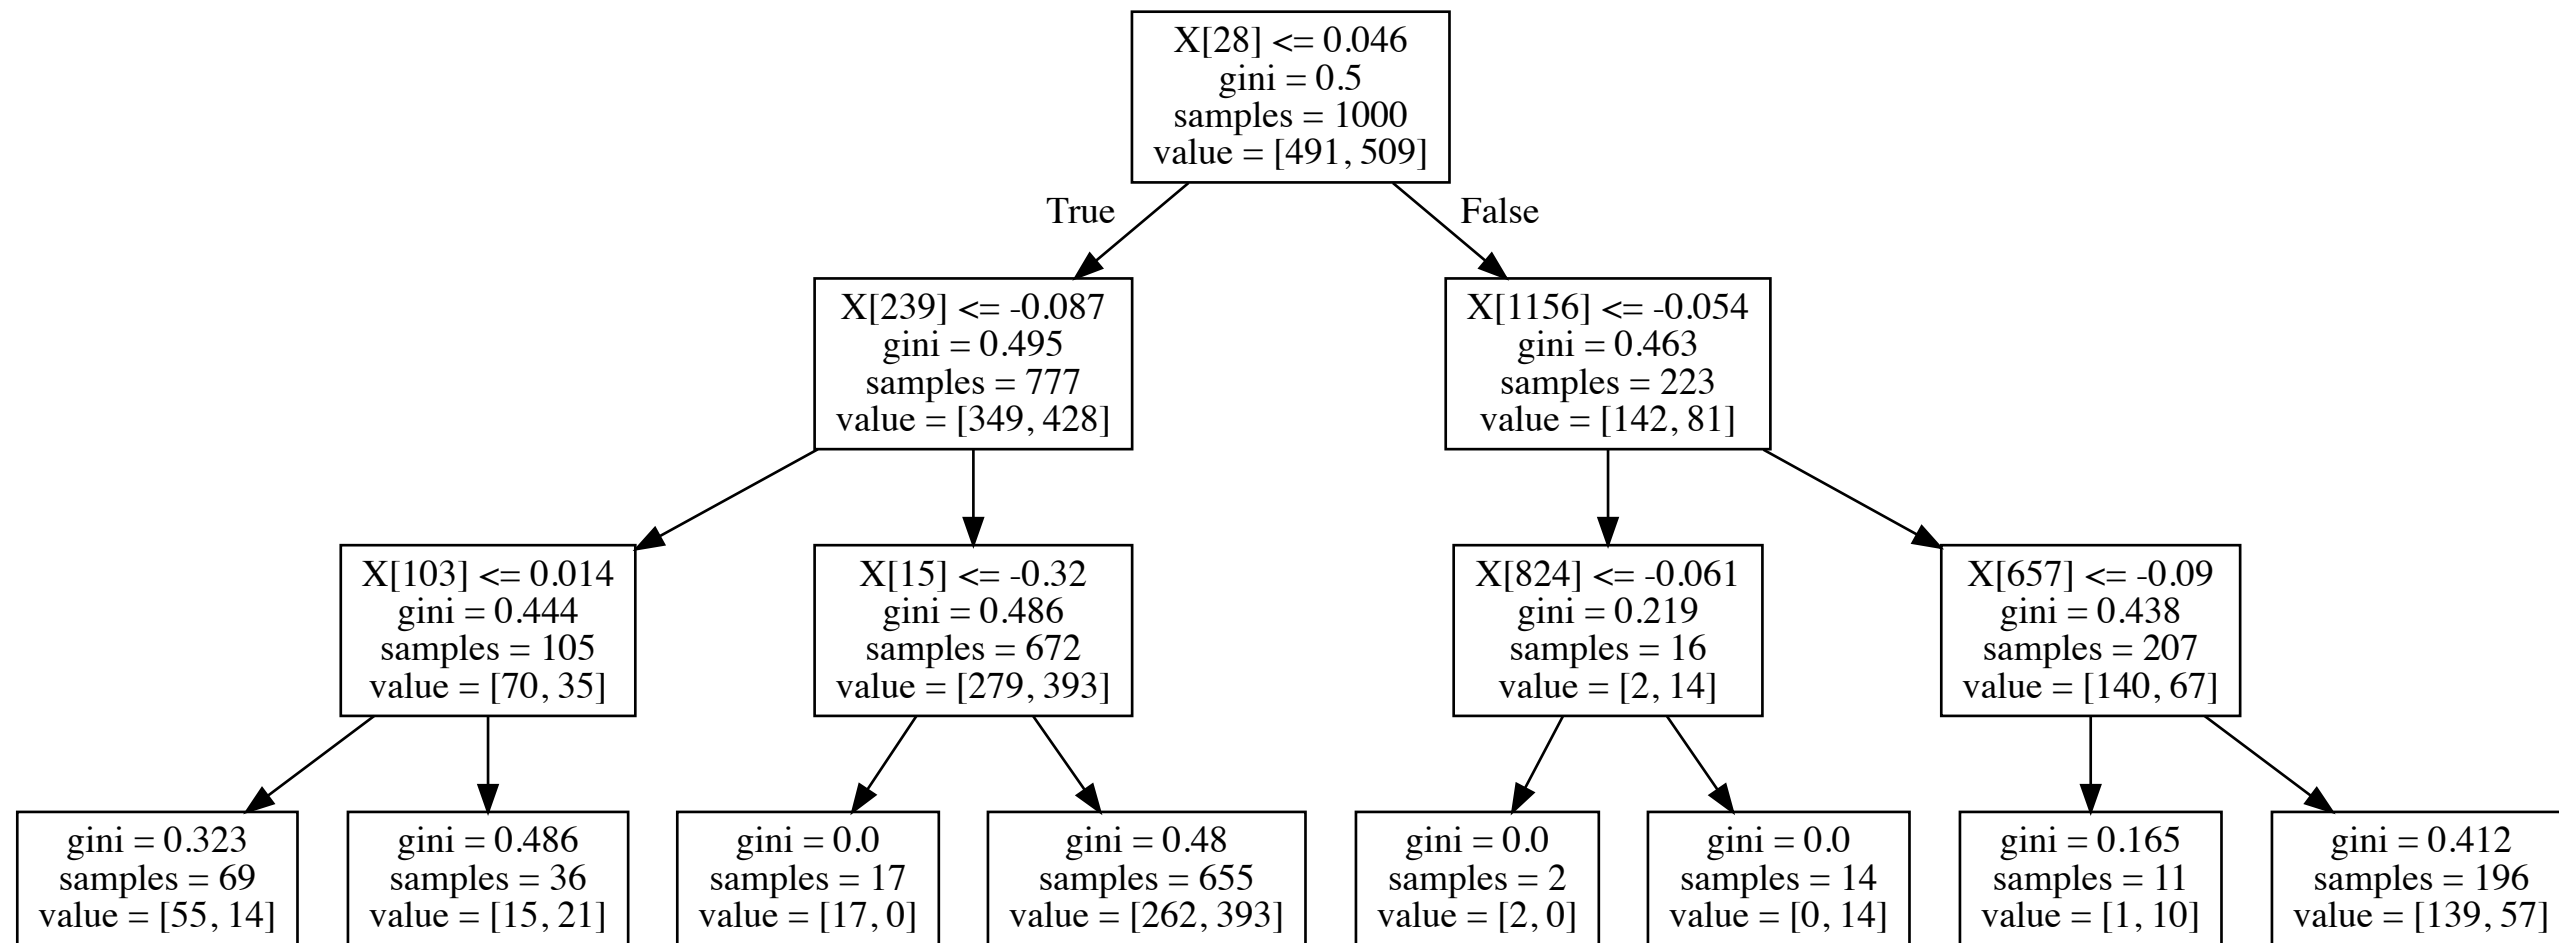 X[28] <= 0.046
gini = 0.5
samples = 1000
value = [491, 509]
True
False
X[239] <= -0.087
gini = 0.495
samples = 777
value = [349, 428]
X[1156] <= -0.054
gini = 0.463
samples = 223
value = [142, 81]
X[103] <= 0.014
gini = 0.444
samples = 105
value = [70, 35]
X[15] <= -0.32
gini = 0.486
samples = 672
value = [279, 393]
X[824] <= -0.061
gini = 0.219
samples = 16
value = [2, 14]
X[657] <= -0.09
gini = 0.438
samples = 207
value = [140, 67]
gini = 0.323
samples = 69
value = [55, 14]
gini = 0.486
samples = 36
value = [15, 21]
gini = 0.0
samples = 17
value = [17, 0]
gini = 0.48
samples = 655
value = [262, 393]
gini = 0.0
samples = 2
value = [2, 0]
gini = 0.0
samples = 14
value = [0, 14]
gini = 0.165
samples = 11
value = [1, 10]
gini = 0.412
samples = 196
value = [139, 57]